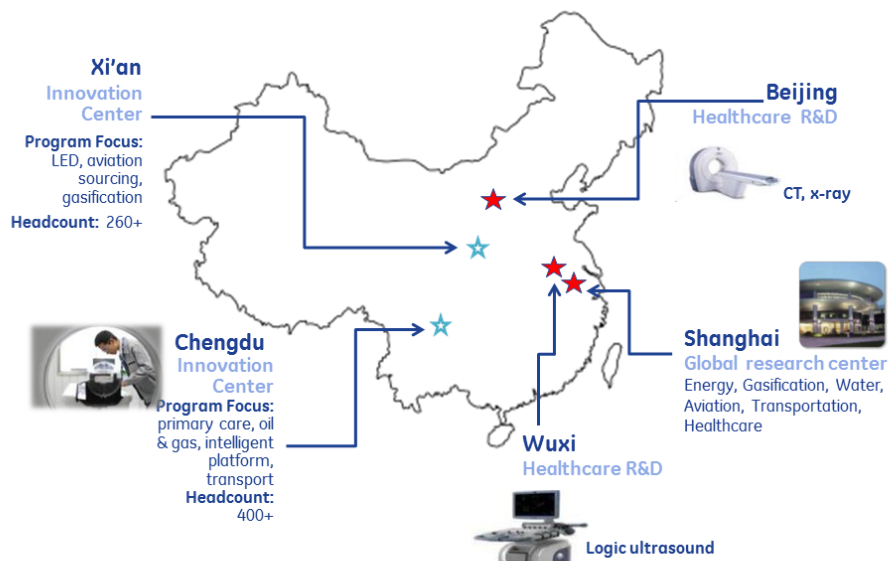 Xi'an
Innovation
Center
Program Focus:
LED, aviation
sourcing,
gasification
Headcount: 260+
Beijing
Healthcare R&D
CT, x-ray
Chengdu
Innovation
Center
Program Focus:
primary care, oil
& gas, intelligent
platform,
transport
Headcount:
400+
Shanghai
Global research center
Energy, Gasification, Water,
Aviation, Transportation,
Healthcare
Wuxi
Healthcare R&D
Logic ultrasound